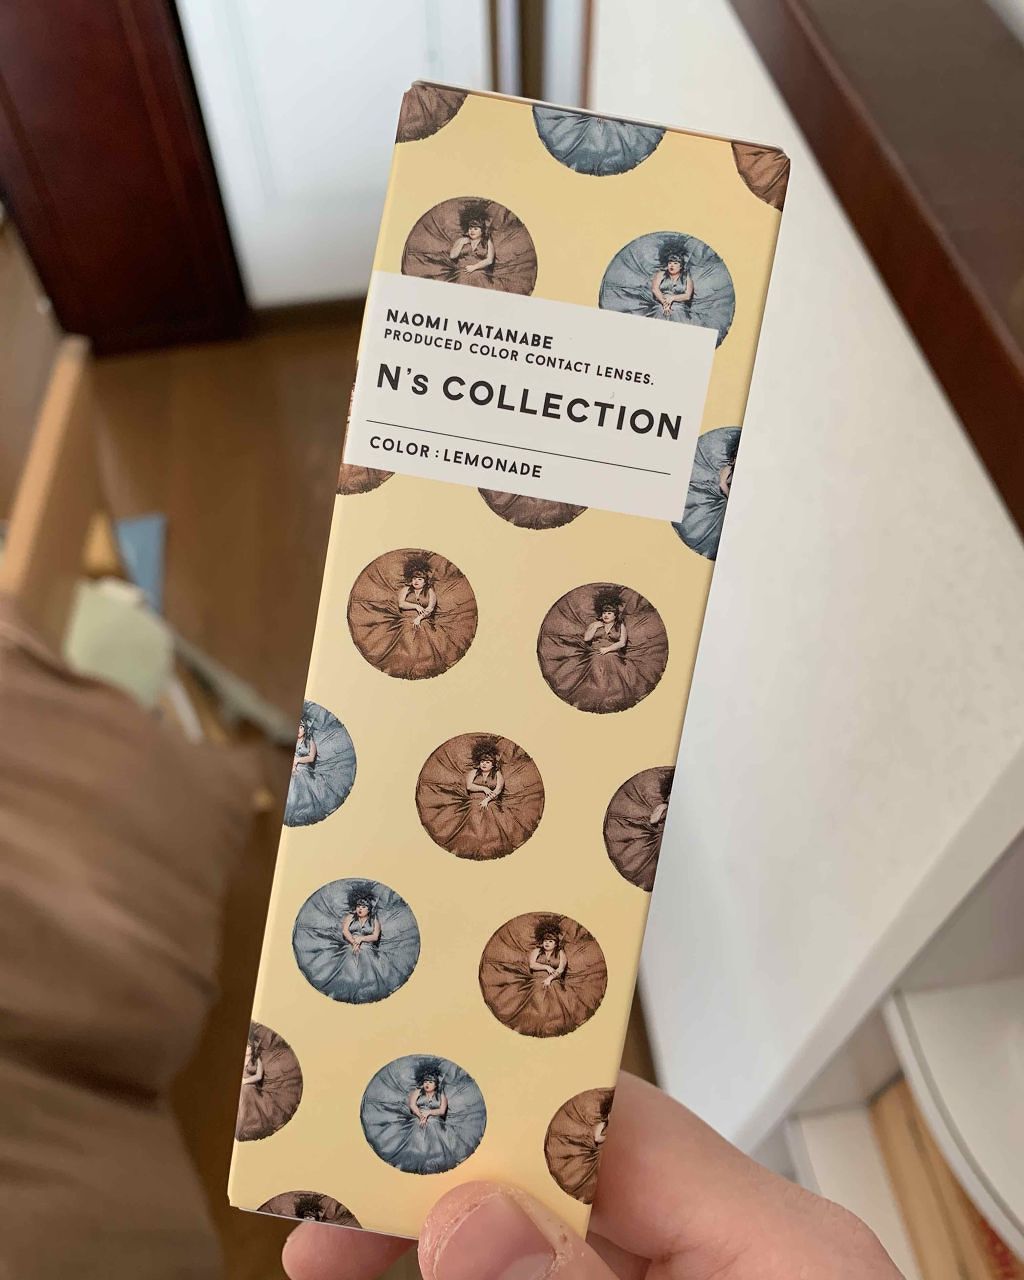 NAOMI WATANABE
PRODUCED COLOR CONTACT LENSES.
N's COLLECTION
COLOR : LEMONADE